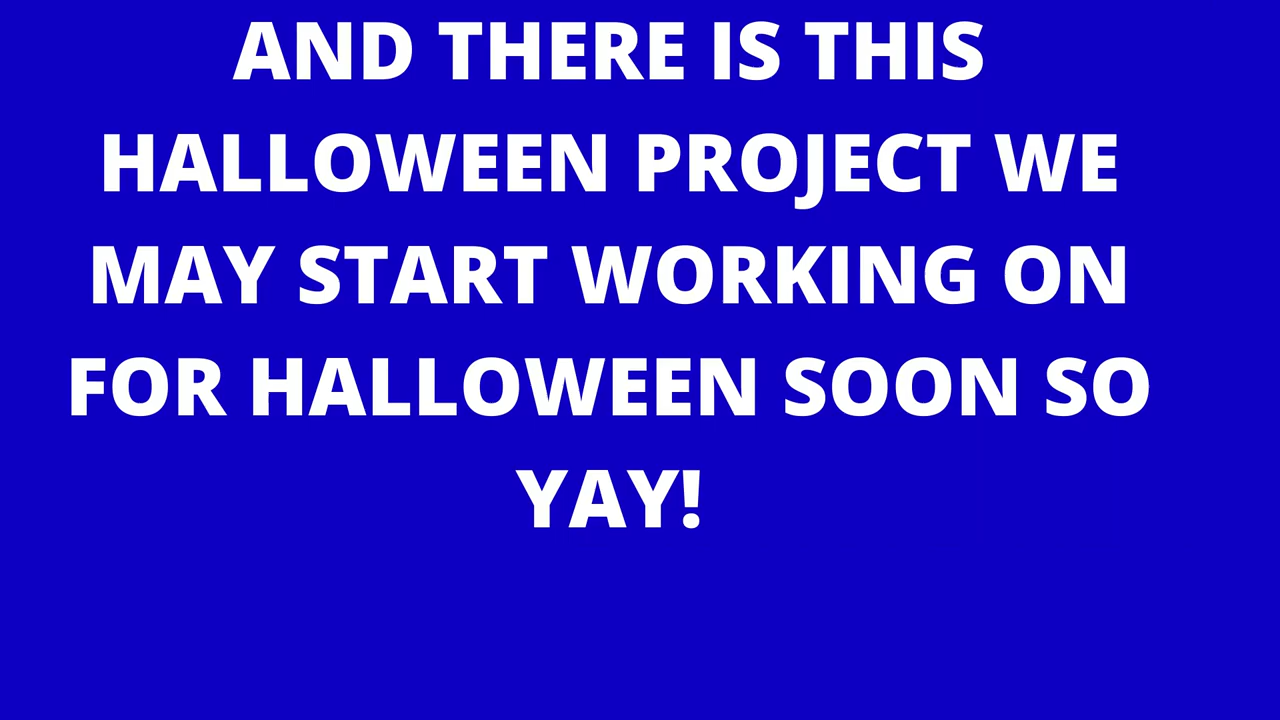 AND THERE IS THIS
HALLOWEEN PROJECT WE
MAY START WORKING ON
FOR HALLOWEEN SOON SO
YAY!